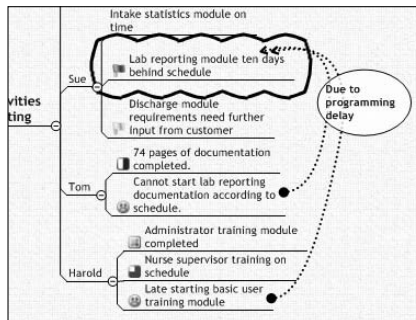 Intake statistics module on
time
Lab reporting module ten days
behind schedule
Sue
Discharge module
requirements need further
Input from customer
vities
ting
Due to
programming
delay
74 pages of documentation
completed.
Tom
Cannot start lab reporting
documentation according to
schedule.
Administrator training module
completed
Nurse supervisor training on
schedule
Harold
Late starting basic user
training module